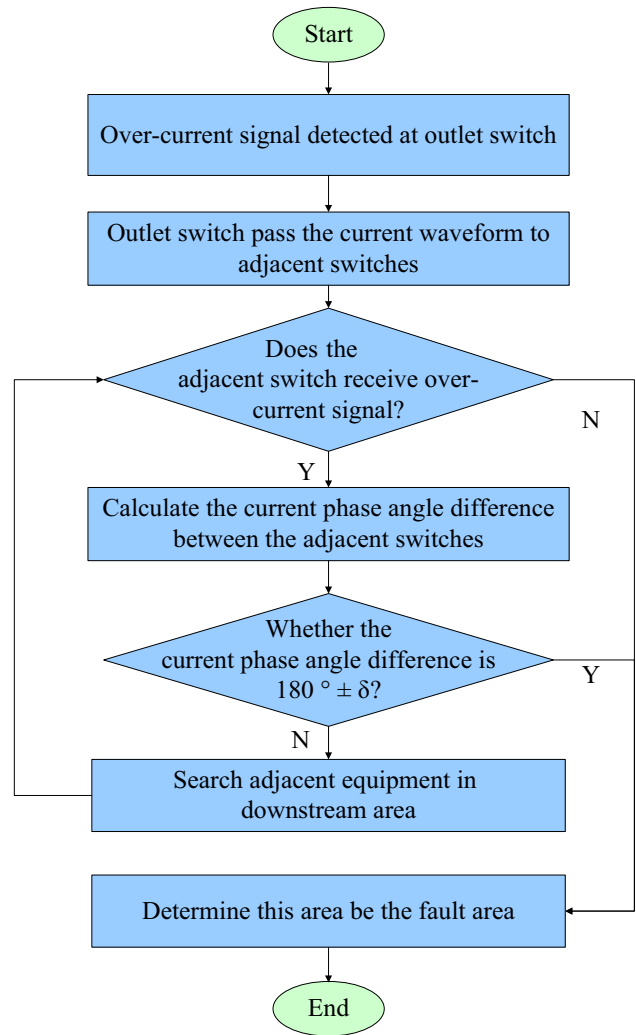 Start
Over-current signal detected at outlet switch
Outlet switch pass the current waveform to
adjacent switches
Does the
adjacent switch receive over-
current signal?
N
Y
Calculate the current phase angle difference
between the adjacent switches
Whether the
current phase angle difference is
180 ° ± δ?
Y
N
Search adjacent equipment in
downstream area
Determine this area be the fault area
End